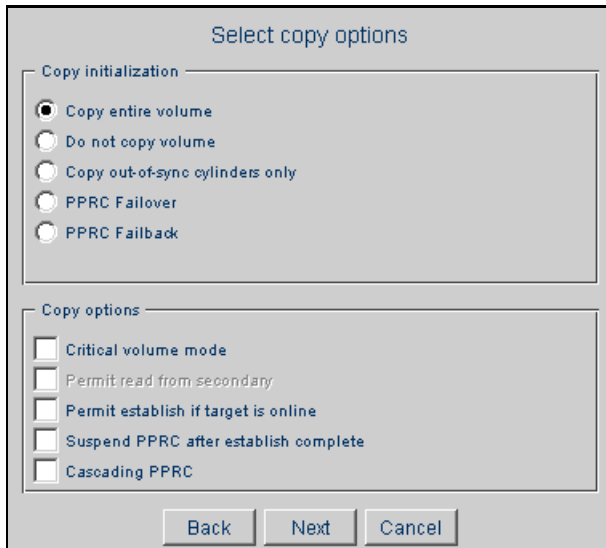 Select copy options
Copy initialization
Copy entire volume
Do not copy volume
Copy out-of-sync cylinders only
PPRC Failover
PPRC Failback
Copy options
Critical volume mode
Permit read from secondary
Permit establish if target is online
Suspend PPRC after establish complete
Cascading PPRC
Back Next Cancel